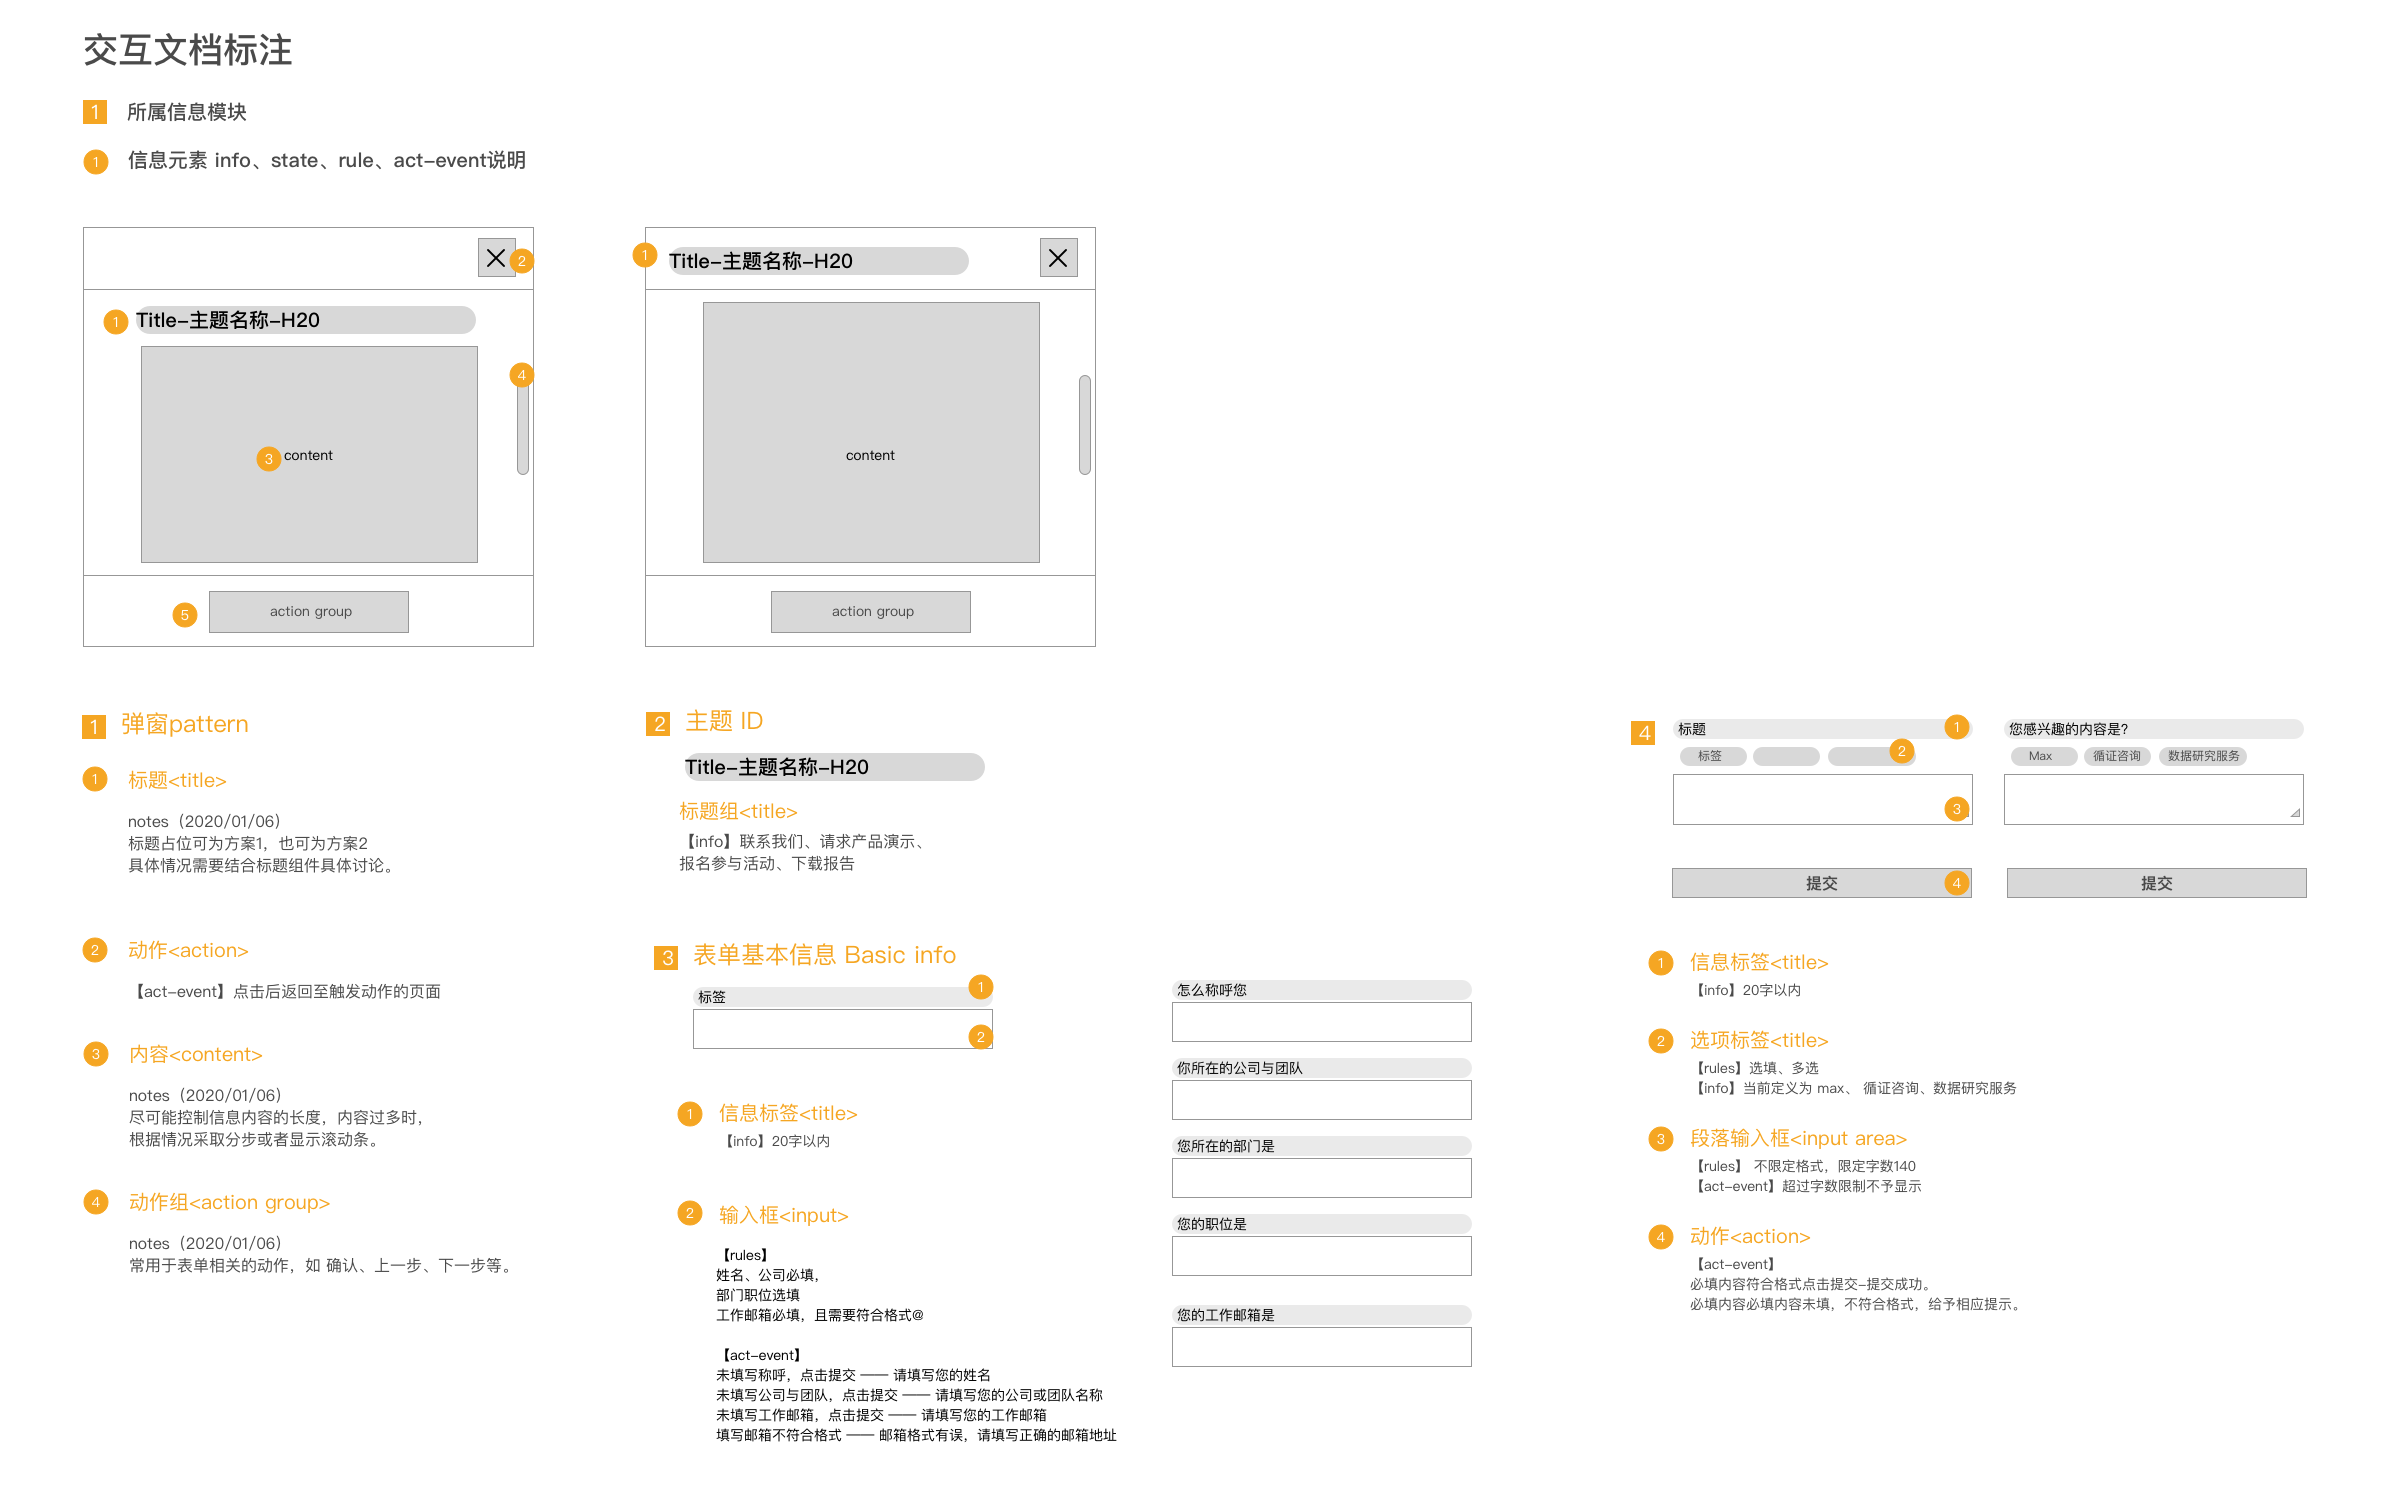 交互文档标注
1 所属信息模块
1 信息元素 info、state、rule、act-event说明
2
1 Title-主题名称-H20
4
3 content
5 action group
1 Title-主题名称-H20
content
action group
1 弹窗pattern
1 标题<title>
notes（2020/01/06）
标题占位可为方案1，也可为方案2
具体情况需要结合标题组件具体讨论。
2 动作<action>
【act-event】点击后返回至触发动作的页面
3 内容<content>
notes（2020/01/06）
尽可能控制信息内容的长度，内容过多时，
根据情况采取分步或者显示滚动条。
4 动作组<action group>
notes（2020/01/06）
常用于表单相关的动作，如 确认、上一步、下一步等。
2 主题 ID
Title-主题名称-H20
标题组<title>
【info】联系我们、请求产品演示、
报名参与活动、下载报告
3 表单基本信息 Basic info
标签 1
2
1 信息标签<title>
【info】20字以内
2 输入框<input>
【rules】
姓名、公司必填，
部门职位选填
工作邮箱必填，且需要符合格式@
【act-event】
未填写称呼，点击提交 —— 请填写您的姓名
未填写公司与团队，点击提交 —— 请填写您的公司或团队名称
未填写工作邮箱，点击提交 —— 请填写您的工作邮箱
填写邮箱不符合格式 —— 邮箱格式有误，请填写正确的邮箱地址
怎么称呼您
你所在的公司与团队
您所在的部门是
您的职位是
您的工作邮箱是
4 标题 1
标签 2
3
提交 4
您感兴趣的内容是?
Max 循证咨询 数据研究服务
提交
1 信息标签<title>
【info】20字以内
2 选项标签<title>
【rules】选填、多选
【info】当前定义为 max、 循证咨询、数据研究服务
3 段落输入框<input area>
【rules】 不限定格式，限定字数140
【act-event】超过字数限制不予显示
4 动作<action>
【act-event】
必填内容符合格式点击提交-提交成功。
必填内容必填内容未填，不符合格式，给予相应提示。